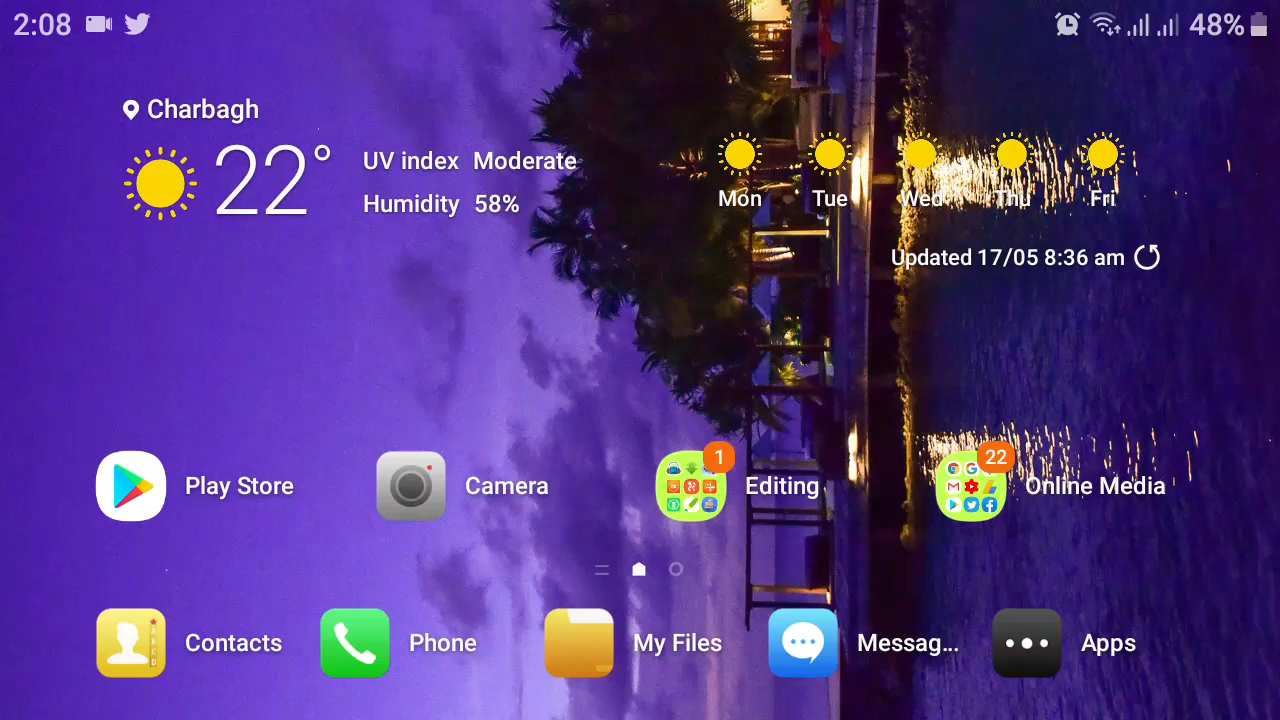 2:08 48%
Charbagh
22°
UV index Moderate
Humidity 58%
Mon Tue Wed Thu Fri
Updated 17/05 8:36 am
1 22
Play Store Camera Editing Online Media
Contacts Phone My Files Messag... Apps